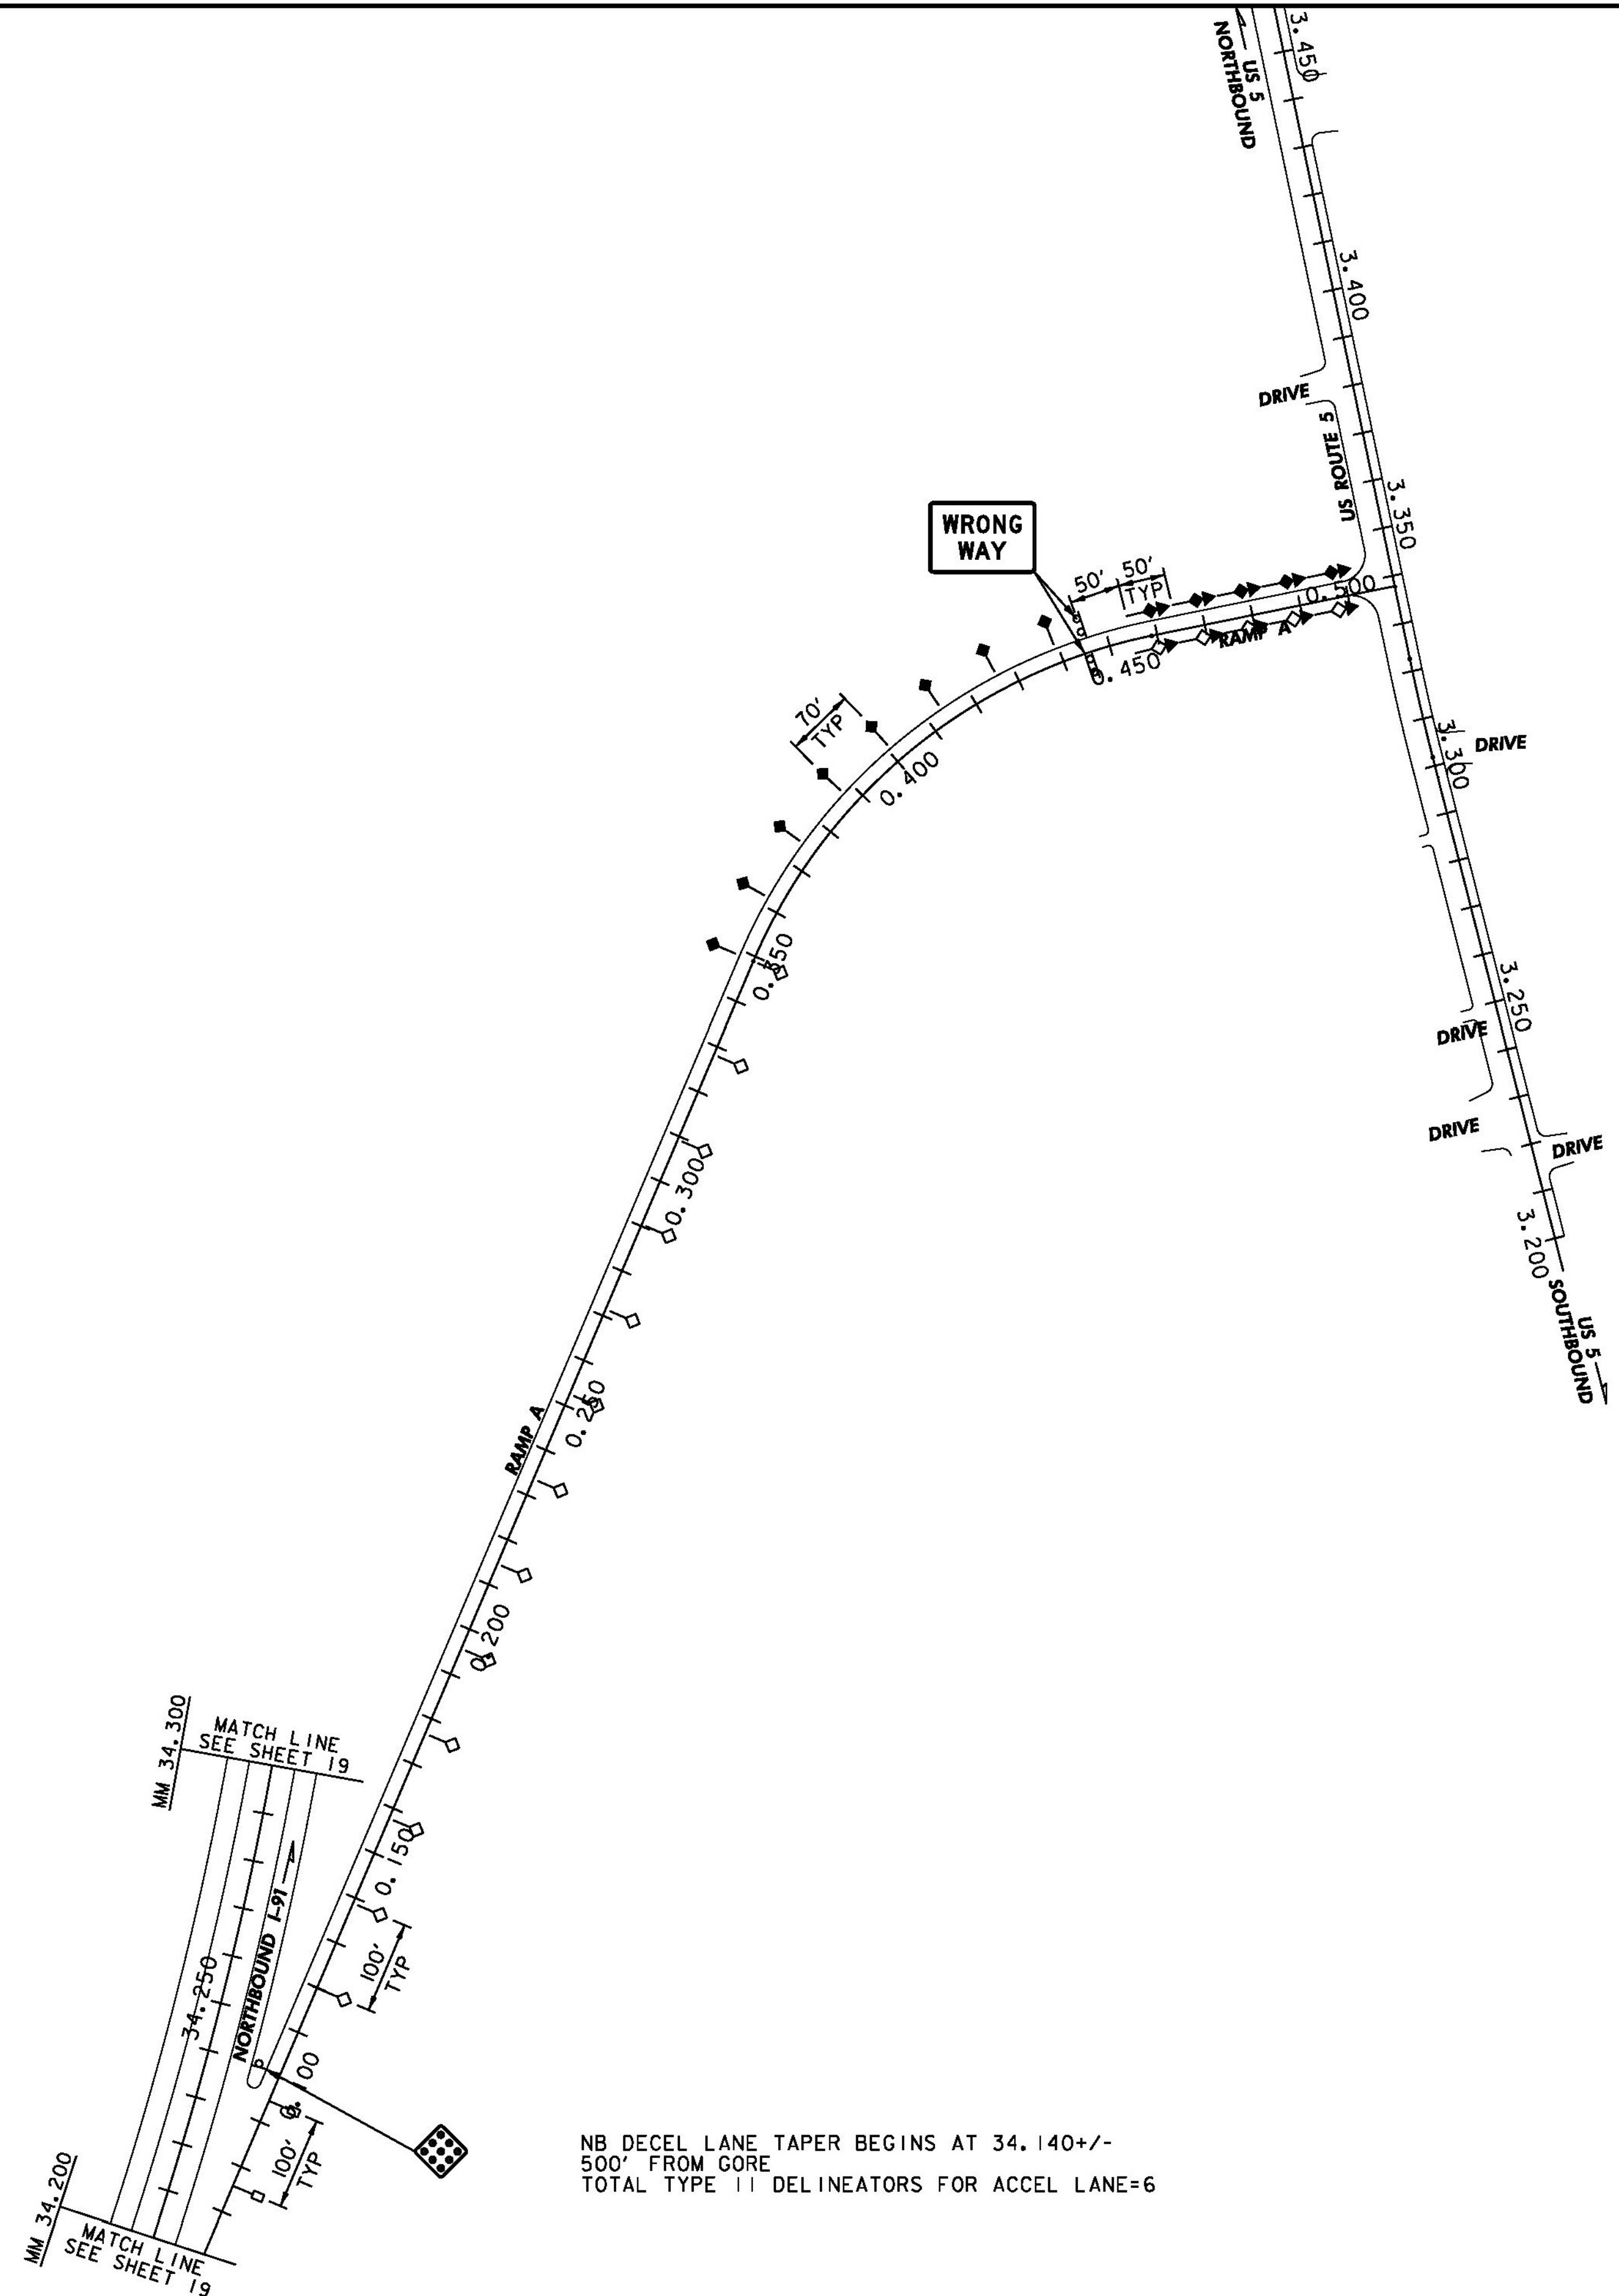 3.450
US 5
NORTHBOUND
3.400
DRIVE
US ROUTE 5
3.350
WRONG
WAY
50'
50'
TYP
0.500
RAMP A
0.450
70'
TYP
0.400
3.300
DRIVE
0.350
3.250
DRIVE
DRIVE
DRIVE
3.200
US 5
SOUTHBOUND
0.300
0.250
RAMP A
0.200
MM 34.300
MATCH LINE
SEE SHEET 19
0.150
100'
TYP
34.250
NORTHBOUND I-91
0.100
100'
TYP
NB DECEL LANE TAPER BEGINS AT 34.140+/-
500' FROM GORE
TOTAL TYPE II DELINEATORS FOR ACCEL LANE=6
MM 34.200
MATCH LINE
SEE SHEET 19